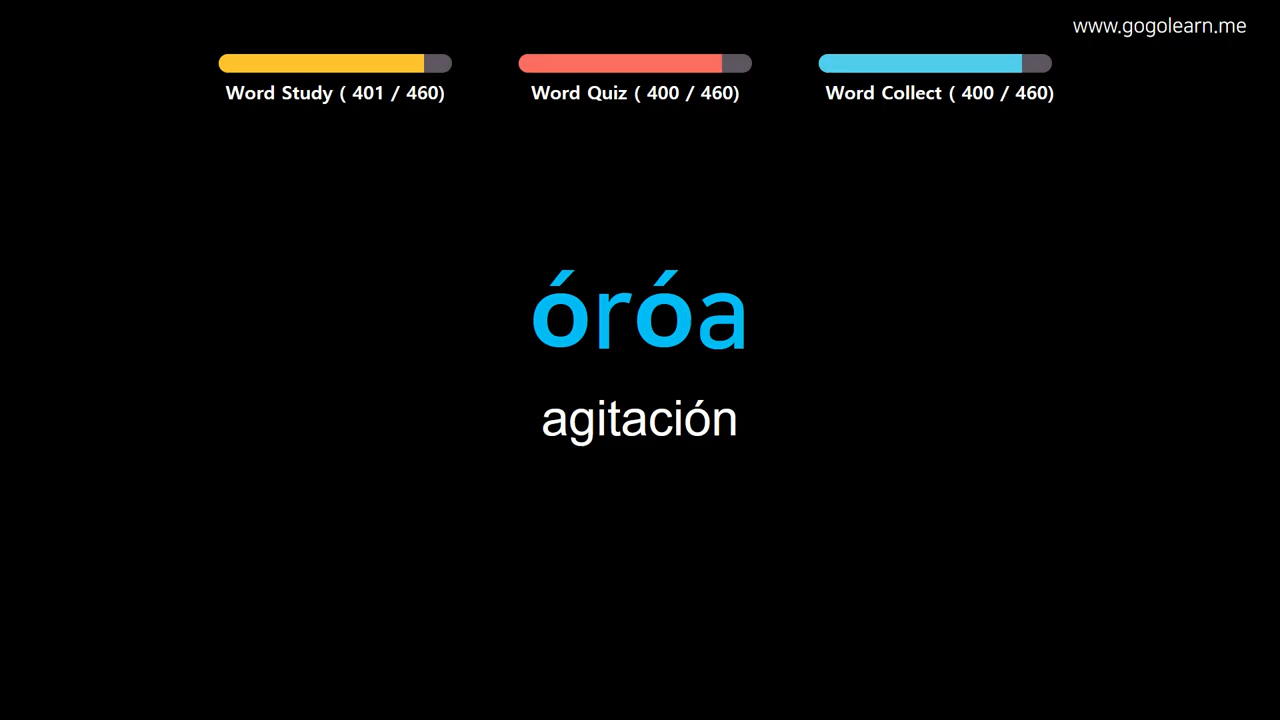 www.gogolearn.me
Word Study ( 401 / 460)
Word Quiz ( 400 / 460)
Word Collect ( 400 / 460)
óróa
agitación